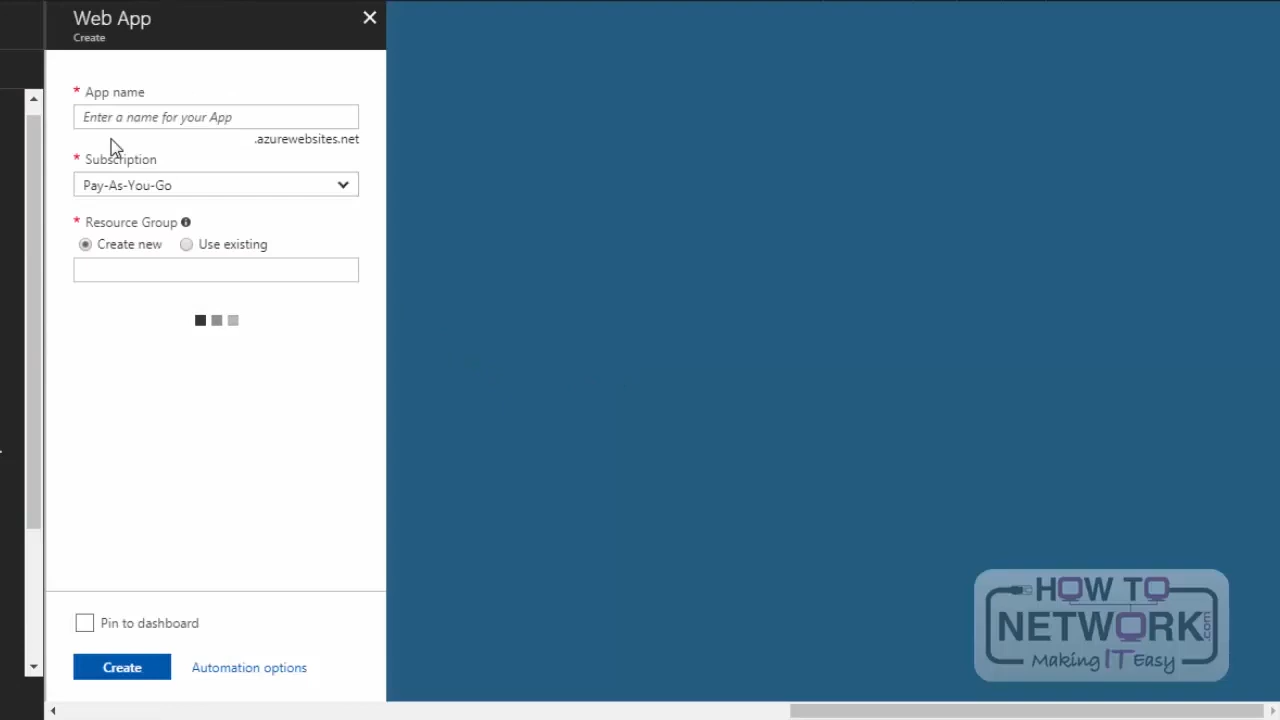 Web App
Create
* App name
Enter a name for your App
.azurewebsites.net
* Subscription
Pay-As-You-Go
* Resource Group
Create new Use existing
Pin to dashboard
Create Automation options
HOW TO
NETWORK.com
Making IT Easy